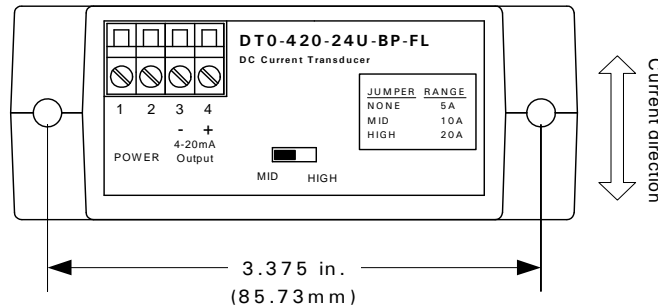 DT0-420-24U-BP-FL
DC Current Transducer
1 2 3 4
- +
4-20mA
POWER Output
JUMPER RANGE
NONE 5A
MID 10A
HIGH 20A
MID HIGH
Current direction
3.375 in.
(85.73mm)